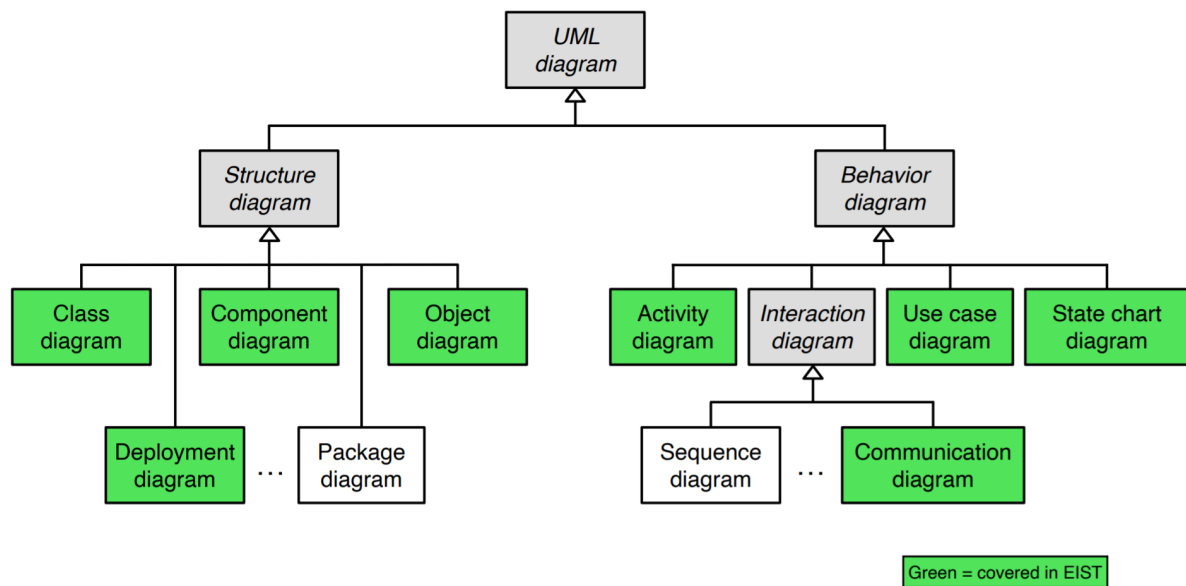 UML
diagram
Structure
diagram
Behavior
diagram
Class
diagram
Component
diagram
Object
diagram
Activity
diagram
Interaction
diagram
Use case
diagram
State chart
diagram
Deployment
diagram
...
Package
diagram
Sequence
diagram
...
Communication
diagram
Green = covered in EIST